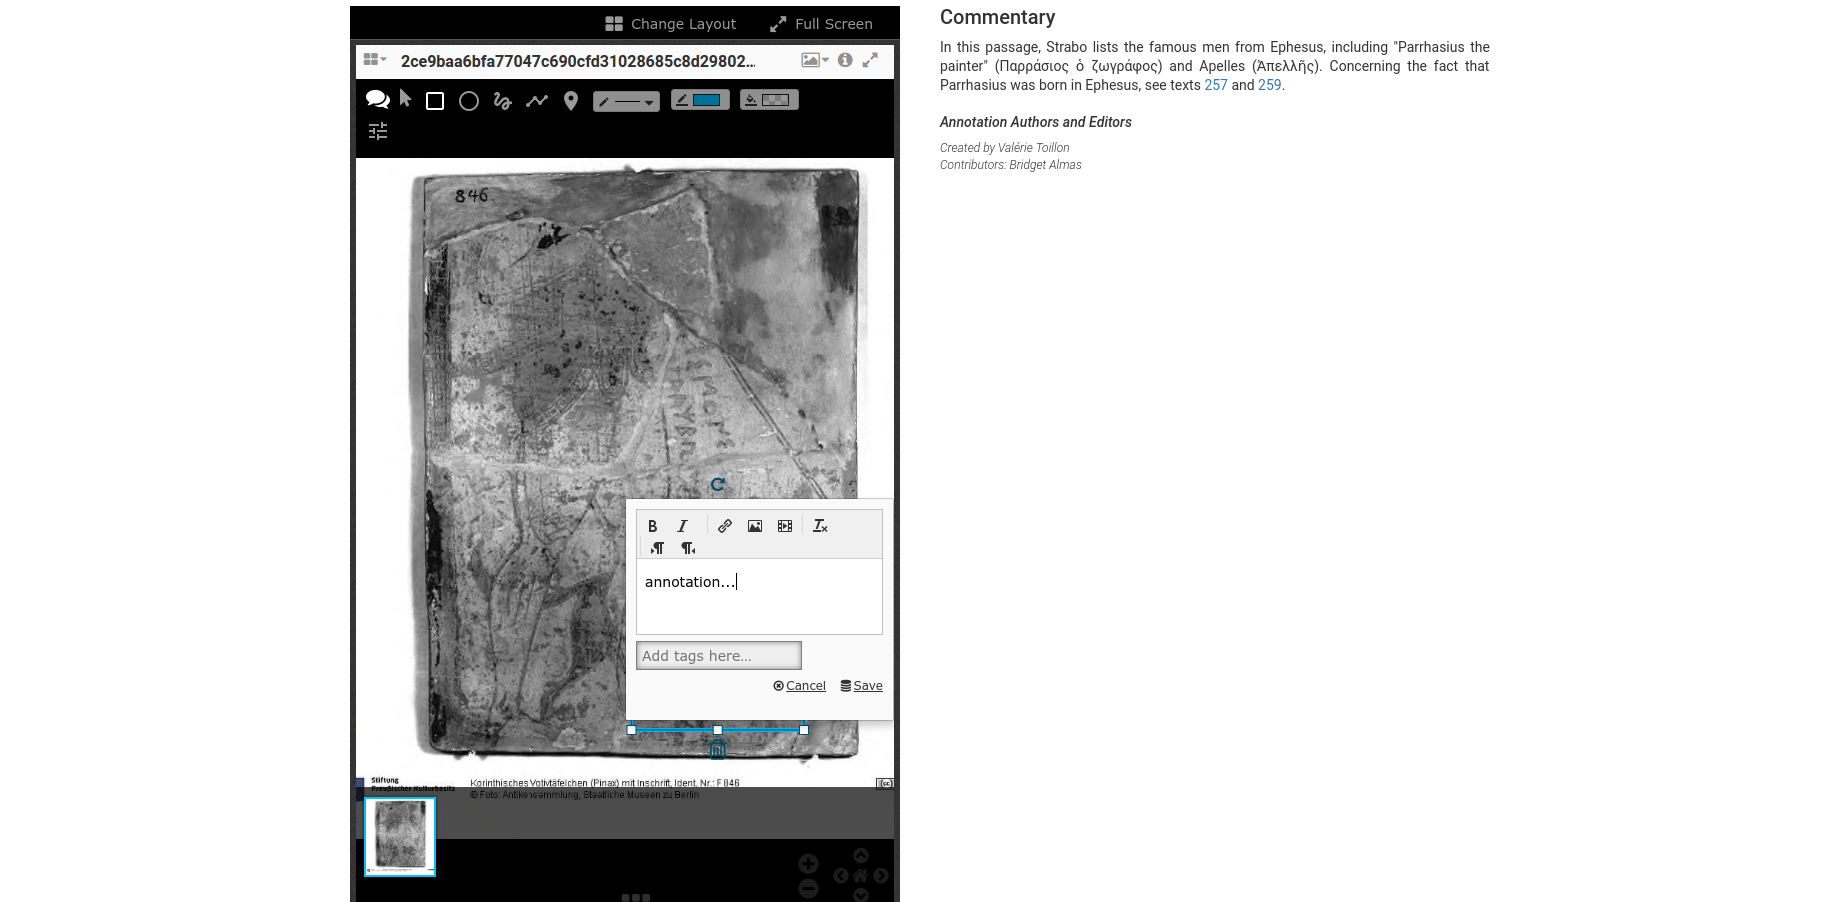 Change Layout
Full Screen
2ce9baa6bfa77047c690cfd31028685c8d29802...
846
annotation...
Add tags here...
Cancel
Save
Stiftung
Preußischer Kulturbesitz
Korinthisches Votivtäfelchen (Pinax) mit Inschrift, Ident. Nr.: F 846
© Foto: Antikensammlung, Staatliche Museen zu Berlin
Commentary
In this passage, Strabo lists the famous men from Ephesus, including "Parrhasius the
painter" (Παρράσιος ὁ ζωγράφος) and Apelles (Ἀπελλῆς). Concerning the fact that
Parrhasius was born in Ephesus, see texts 257 and 259.
Annotation Authors and Editors
Created by Valérie Toillon
Contributors: Bridget Almas